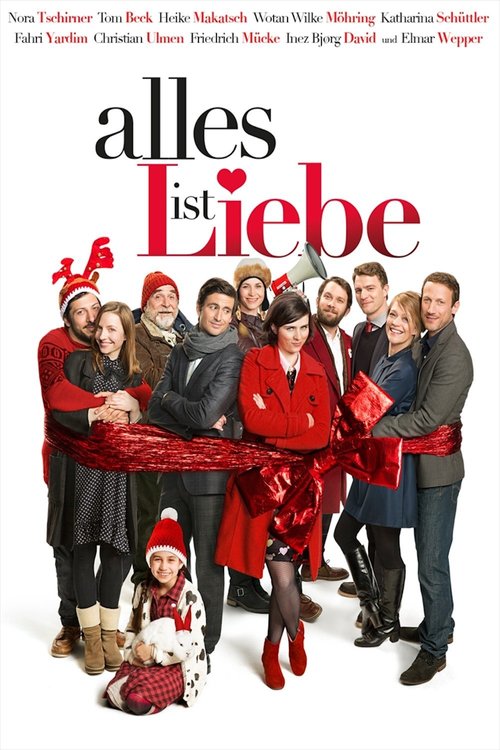 Nora Tschirner Tom Beck Heike Makatsch Wotan Wilke Möhring Katharina Schüttler
Fahri Yardim Christian Ulmen Friedrich Mücke Inez Bjørg David und Elmar Wepper
alles
ist Liebe